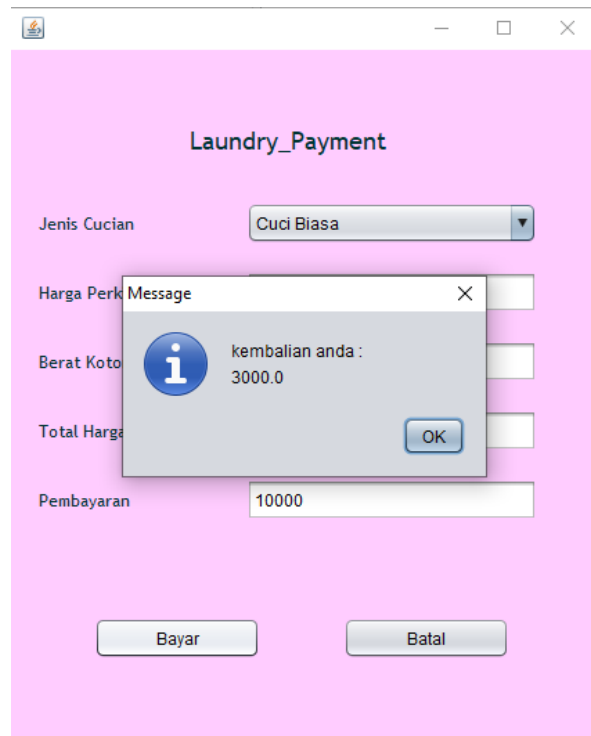 Laundry_Payment
Jenis Cucian
Cuci Biasa
Harga Perk
Message
kembalian anda :
3000.0
Berat Koto
OK
Total Harga
Pembayaran
10000
Bayar
Batal